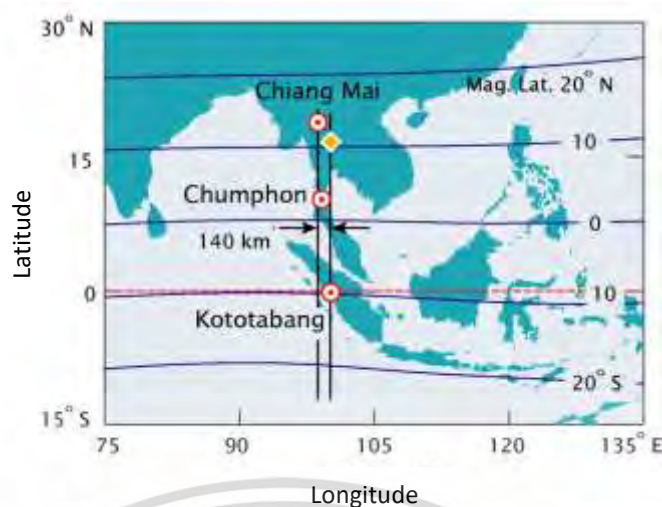 30° N
Chiang Mai
Mag. Lat. 20° N
15
10
Chumphon
0
140 km
Latitude
0
10
Kototabang
20° S
15° S
75
90
105
120
135° E
Longitude